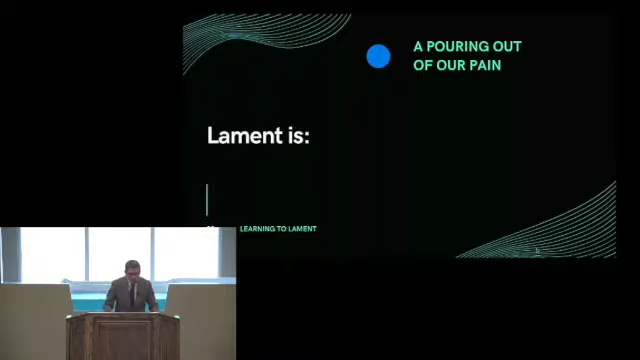 A POURING OUT
OF OUR PAIN
Lament is:
LEARNING TO LAMENT